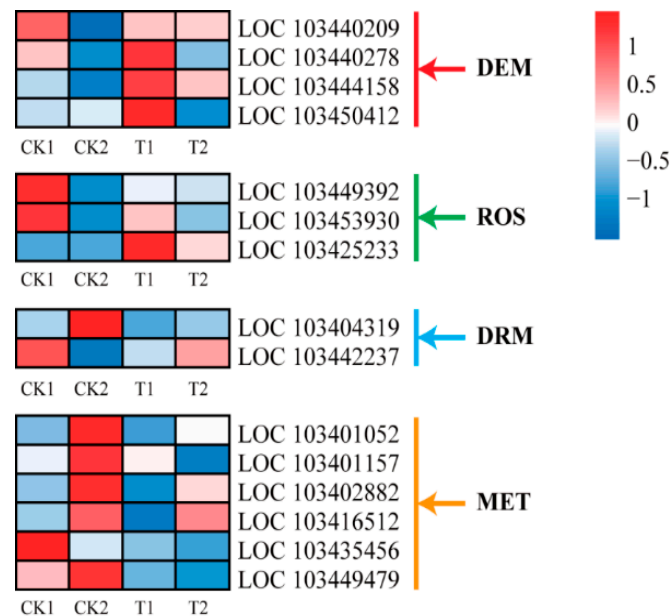 LOC 103440209
LOC 103440278
LOC 103444158
LOC 103450412
DEM
CK1 CK2 T1 T2
LOC 103449392
LOC 103453930
LOC 103425233
ROS
CK1 CK2 T1 T2
LOC 103404319
LOC 103442237
DRM
CK1 CK2 T1 T2
LOC 103401052
LOC 103401157
LOC 103402882
LOC 103416512
LOC 103435456
LOC 103449479
MET
CK1 CK2 T1 T2
1
0.5
0
−0.5
−1